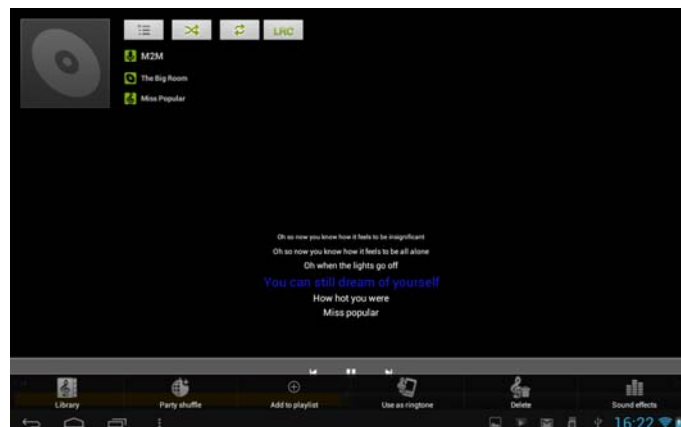 LRC
M2M
The Big Room
Miss Popular
Oh so now you know how it feels to be insignificant
Oh so now you know how it feels to be all alone
Oh when the lights go off
You can still dream of yourself
How hot you were
Miss popular
Library
Party shuffle
Add to playlist
Use as ringtone
Delete
Sound effects
16:22